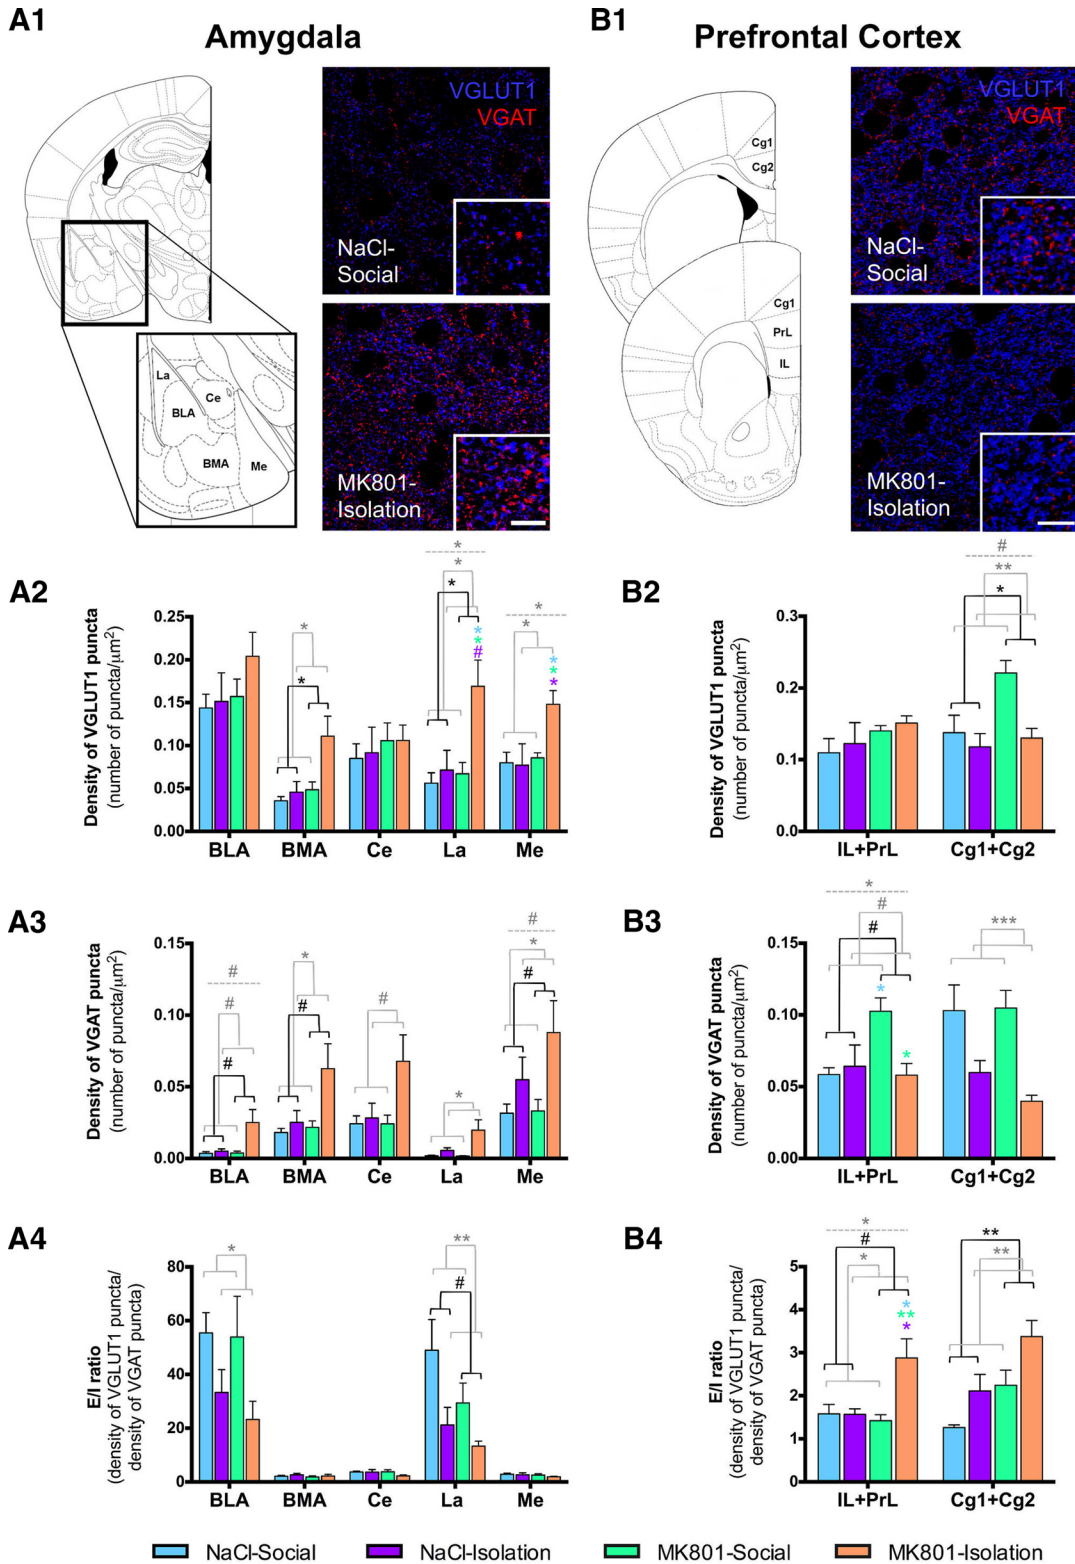 A1
Amygdala
VGLUT1
VGAT
NaCl-
Social
La
Ce
BLA
BMA
Me
MK801-
Isolation
B1
Prefrontal Cortex
Cg1
Cg2
Cg1
PrL
IL
VGLUT1
VGAT
NaCl-
Social
MK801-
Isolation
A2
Density of VGLUT1 puncta
(number of puncta/μm2)
0.25
0.20
0.15
0.10
0.05
0.00
* * * * * * * * # * * * * *
BLA BMA Ce La Me
B2
Density of VGLUT1 puncta
(number of puncta/μm2)
0.3
0.2
0.1
0.0
#
**
*
IL+PrL Cg1+Cg2
A3
Density of VGAT puncta
(number of puncta/μm2)
0.15
0.10
0.05
0.00
# # # * # # * # * #
BLA BMA Ce La Me
B3
Density of VGAT puncta
(number of puncta/μm2)
0.15
0.10
0.05
0.00
* # # * * ***
IL+PrL Cg1+Cg2
A4
E/I ratio
(density of VGLUT1 puncta/
density of VGAT puncta)
80
60
40
20
0
* ** #
BLA BMA Ce La Me
B4
E/I ratio
(density of VGLUT1 puncta/
density of VGAT puncta)
5
4
3
2
1
0
* # * * ** * ** **
IL+PrL Cg1+Cg2
NaCl-Social NaCl-Isolation MK801-Social MK801-Isolation